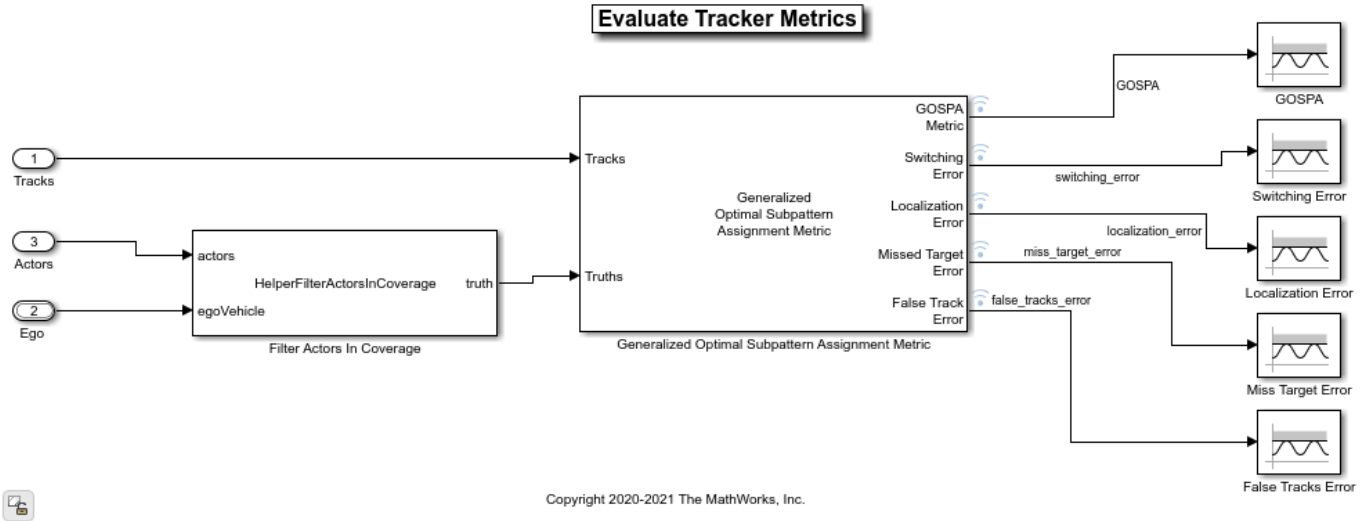 Evaluate Tracker Metrics
GOSPA
GOSPA
GOSPA
Metric
1
Tracks
Tracks
Switching
Error
switching_error
Switching Error
Generalized
Optimal Subpattern
Assignment Metric
Localization
Error
localization_error
Localization Error
3
Actors
actors
HelperFilterActorsInCoverage
truth
egoVehicle
2
Ego
Filter Actors In Coverage
Truths
Missed Target
Error
miss_target_error
Miss Target Error
False Track
Error
false_tracks_error
False Tracks Error
Generalized Optimal Subpattern Assignment Metric
Copyright 2020-2021 The MathWorks, Inc.